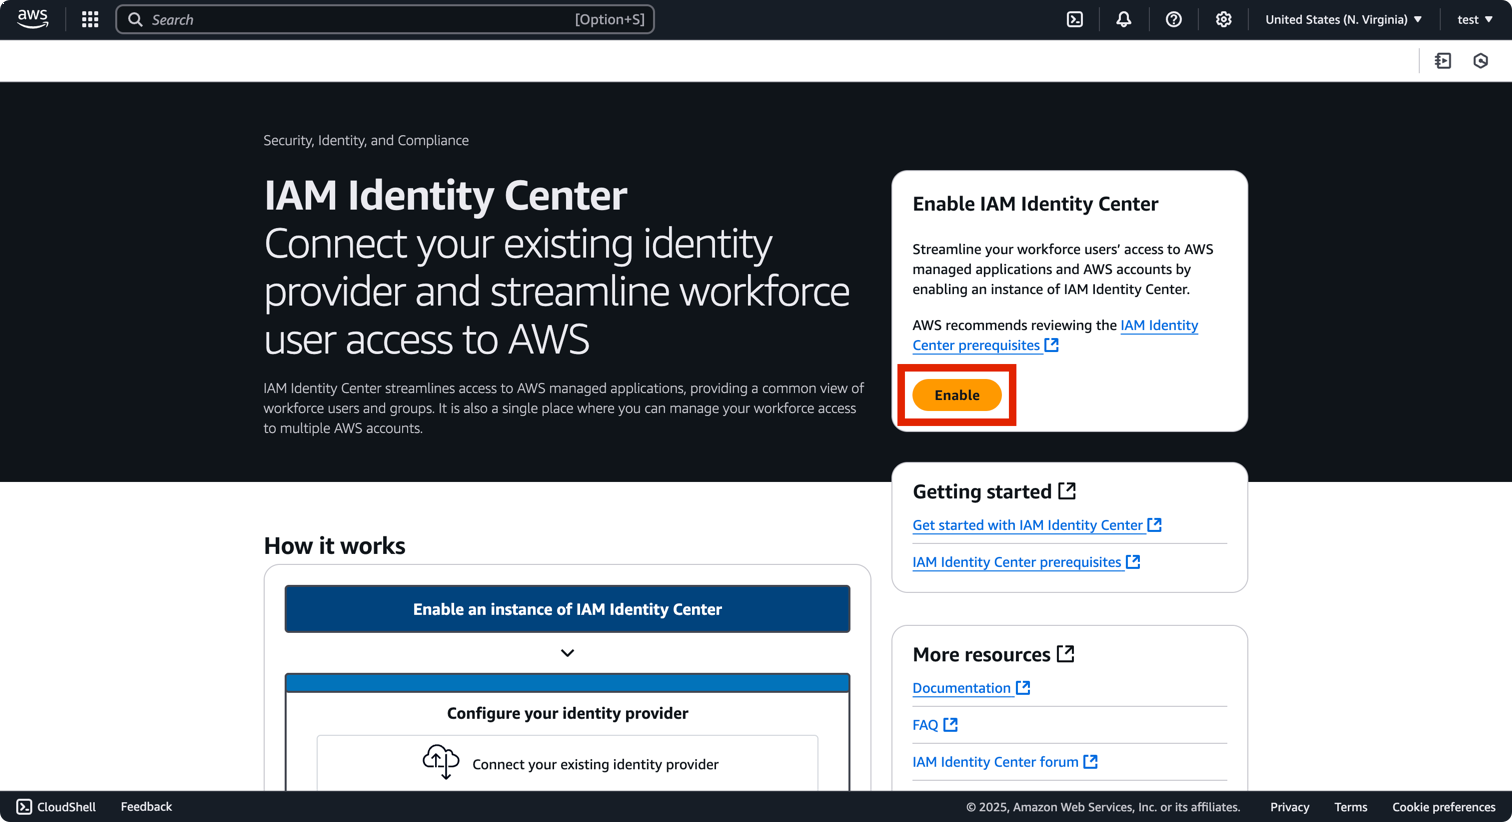 aws
Search
[Option+S]
United States (N. Virginia)
test
Security, Identity, and Compliance
IAM Identity Center
Connect your existing identity
provider and streamline workforce
user access to AWS
IAM Identity Center streamlines access to AWS managed applications, providing a common view of
workforce users and groups. It is also a single place where you can manage your workforce access
to multiple AWS accounts.
Enable IAM Identity Center
Streamline your workforce users’ access to AWS
managed applications and AWS accounts by
enabling an instance of IAM Identity Center.
AWS recommends reviewing the IAM Identity
Center prerequisites
Enable
Getting started
Get started with IAM Identity Center
IAM Identity Center prerequisites
How it works
Enable an instance of IAM Identity Center
Configure your identity provider
Connect your existing identity provider
More resources
Documentation
FAQ
IAM Identity Center forum
CloudShell
Feedback
© 2025, Amazon Web Services, Inc. or its affiliates.
Privacy
Terms
Cookie preferences